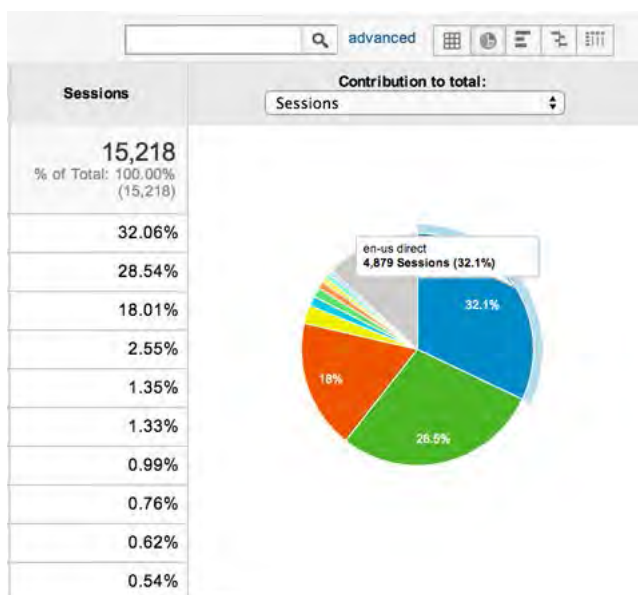 advanced
Sessions
Contribution to total:
Sessions
15,218
% of Total: 100.00%
(15,218)
32.06%
28.54%
18.01%
2.55%
1.35%
1.33%
0.99%
0.76%
0.62%
0.54%
en-us direct
4,879 Sessions (32.1%)
32.1%
18%
28.5%